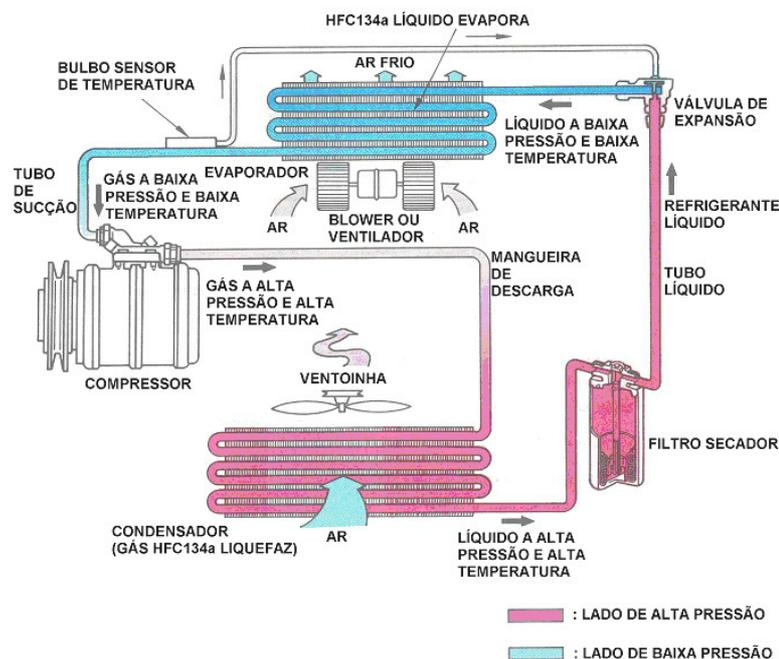 HFC134a LÍQUIDO EVAPORA
BULBO SENSOR
DE TEMPERATURA
AR FRIO
VÁLVULA DE
EXPANSÃO
LÍQUIDO A BAIXA
PRESSÃO E BAIXA
TEMPERATURA
TUBO
DE
SUCÇÃO
GÁS A BAIXA
PRESSÃO E BAIXA
TEMPERATURA
EVAPORADOR
AR
BLOWER OU
VENTILADOR
AR
REFRIGERANTE
LÍQUIDO
MANGUEIRA
DE
DESCARGA
TUBO
LÍQUIDO
GÁS A ALTA
PRESSÃO E ALTA
TEMPERATURA
COMPRESSOR
VENTOINHA
FILTRO SECADOR
CONDENSADOR
(GÁS HFC134a LIQUEFAZ)
AR
LÍQUIDO A ALTA
PRESSÃO E ALTA
TEMPERATURA
: LADO DE ALTA PRESSÃO
: LADO DE BAIXA PRESSÃO